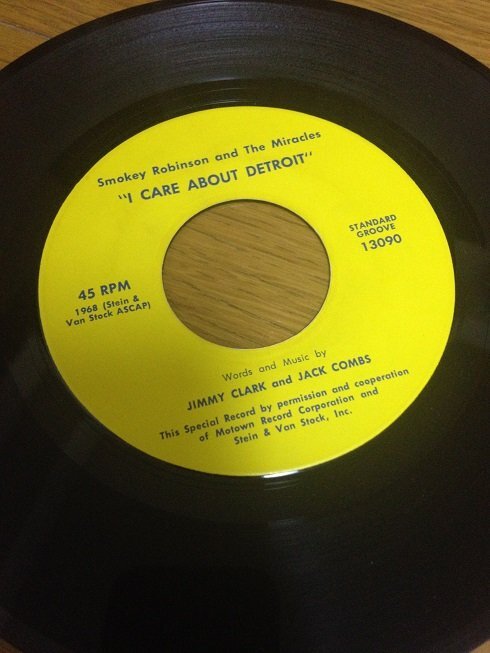 Smokey Robinson and The Miracles
"I CARE ABOUT DETROIT"
STANDARD
GROOVE
13090
45 RPM
1968 (Stein &
Van Stock ASCAP)
Words and Music by
JIMMY CLARK and JACK COMBS
This Special Record by permission and cooperation
of Motown Record Corporation and
Stein & Van Stock, Inc.